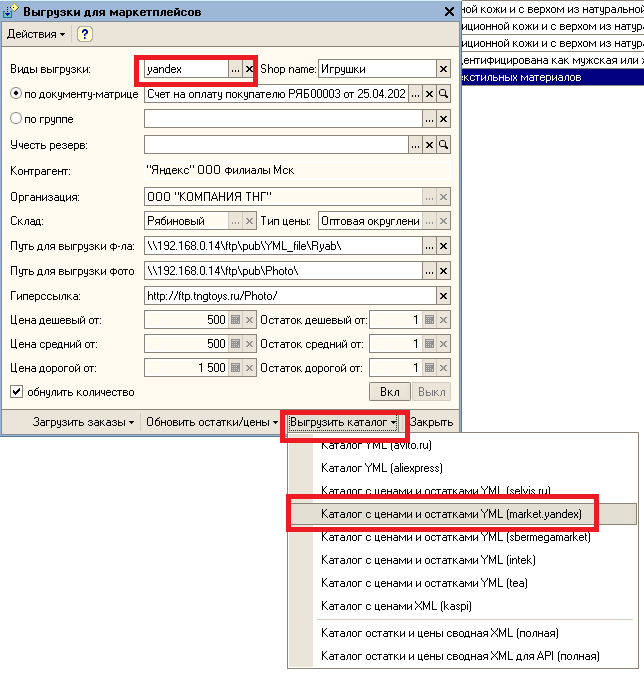 Выгрузки для маркетплейсов
ной кожи и с верхом из натуральной
Действия
?
иционной кожи и с верхом из натура
иционной кожи и с верхом из натура
дентифицирована как мужская или ж
екстильных материалов
Виды выгрузки: yandex ... Shop name: Игрушки
по документу-матрице Счет на оплату покупателю РЯБ00003 от 25.04.202 ...
по группе ...
Учесть резерв: ...
Контрагент: "Яндекс" ООО филиалы Мск
Организация: ООО "КОМПАНИЯ ТНГ" ...
Склад: Рябиновый ... Тип цены: Оптовая округлени ...
Путь для выгрузки ф-ла: \\192.168.0.14\ftp\pub\YML_file\Ryab\ ...
Путь для выгрузки фото \\192.168.0.14\ftp\pub\Photo\ ...
Гиперссылка: http://ftp.tngtoys.ru/Photo/
Цена дешевый от: 500 Остаток дешевый от: 1
Цена средний от: 500 Остаток средний от: 1
Цена дорогой от: 1 500 Остаток дорогой от: 1
обнулить количество Вкл Выкл
Загрузить заказы Обновить остатки/цены Выгрузить каталог Закрыть
Каталог YML (avito.ru)
Каталог YML (aliexpress)
Каталог с ценами и остатками YML (selvis.ru)
Каталог с ценами и остатками YML (market.yandex)
Каталог с ценами и остатками YML (sbermegamarket)
Каталог с ценами и остатками YML (intek)
Каталог с ценами и остатками YML (tea)
Каталог с ценами XML (kaspi)
Каталог остатки и цены сводная XML (полная)
Каталог остатки и цены сводная XML для API (полная)